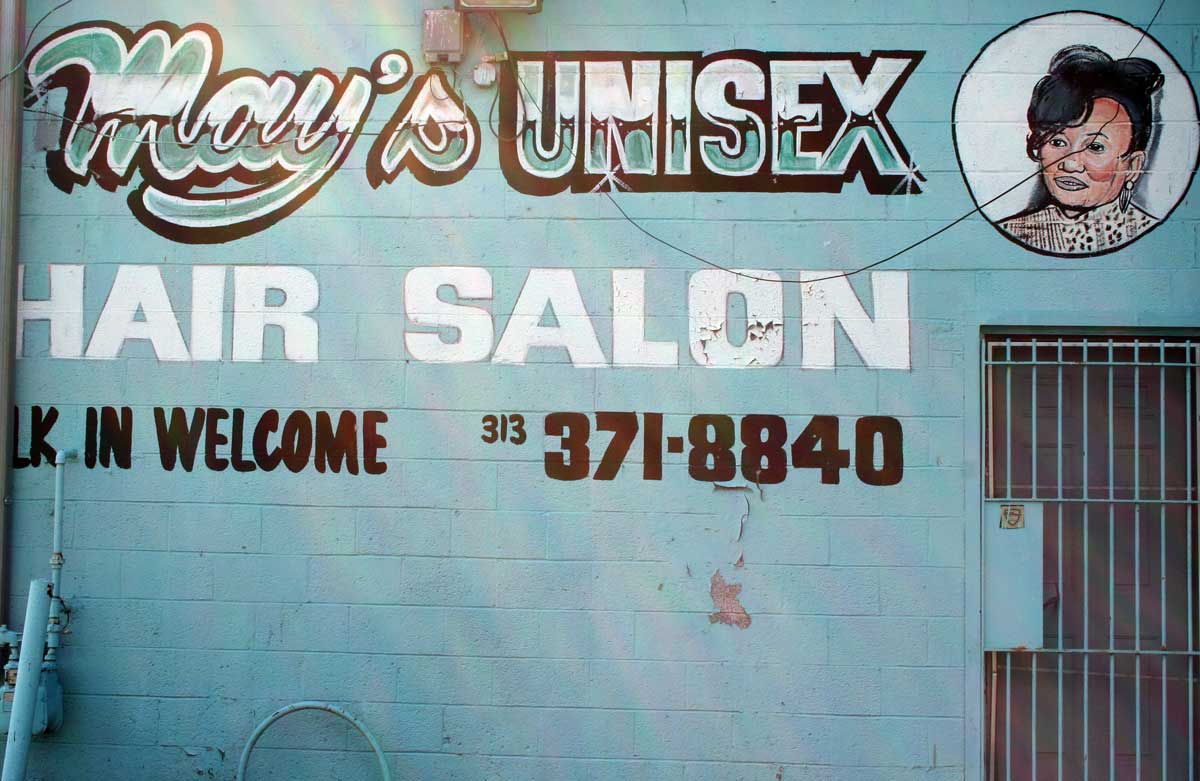 May's UNISEX
HAIR SALON
LK IN WELCOME 313 371-8840